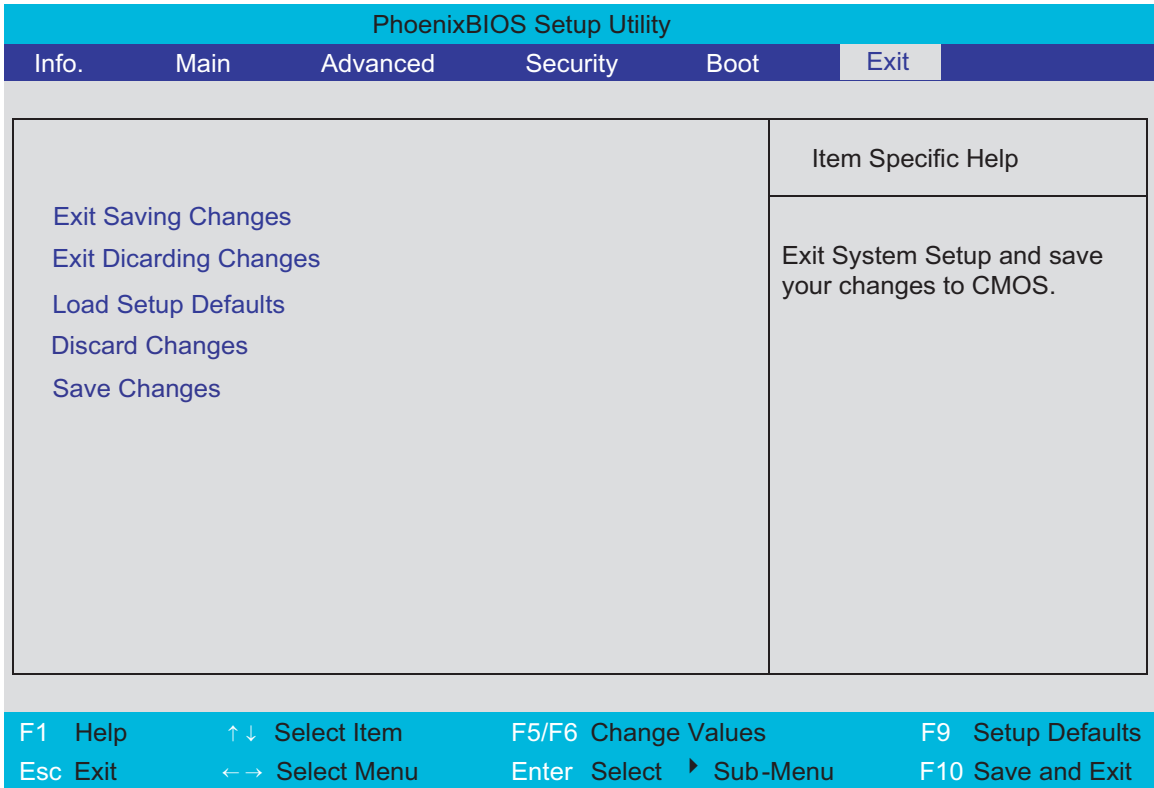 PhoenixBIOS Setup Utility
Info. Main Advanced Security Boot Exit
Item Specific Help
Exit Saving Changes
Exit Dicarding Changes
Load Setup Defaults
Discard Changes
Save Changes
Exit System Setup and save
your changes to CMOS.
F1 Help ↑↓ Select Item F5/F6 Change Values F9 Setup Defaults
Esc Exit ←→ Select Menu Enter Select ▶ Sub-Menu F10 Save and Exit